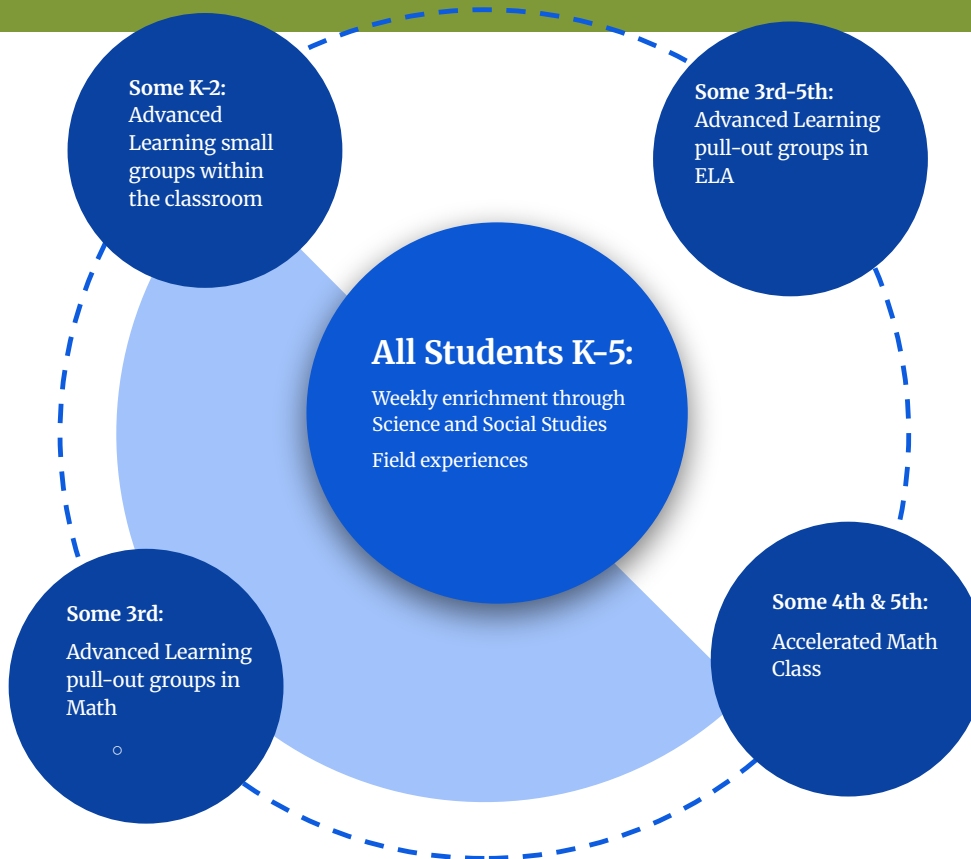 Some K-2:
Advanced
Learning small
groups within
the classroom
Some 3rd-5th:
Advanced Learning
pull-out groups in
ELA
All Students K-5:
Weekly enrichment through
Science and Social Studies
Field experiences
Some 3rd:
Advanced Learning
pull-out groups in
Math
Some 4th & 5th:
Accelerated Math
Class